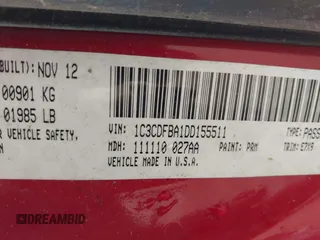 BUILT): NOV 12
00901 KG
01985 LB
VEHICLE SAFETY,
VIN: 1C3CDFBA1DD155511
TYPE: PASS
MDH: 111110 027AA
PAINT: PRM
TRIM: E7X9
VEHICLE MADE IN U.S.A.
DREAMBID